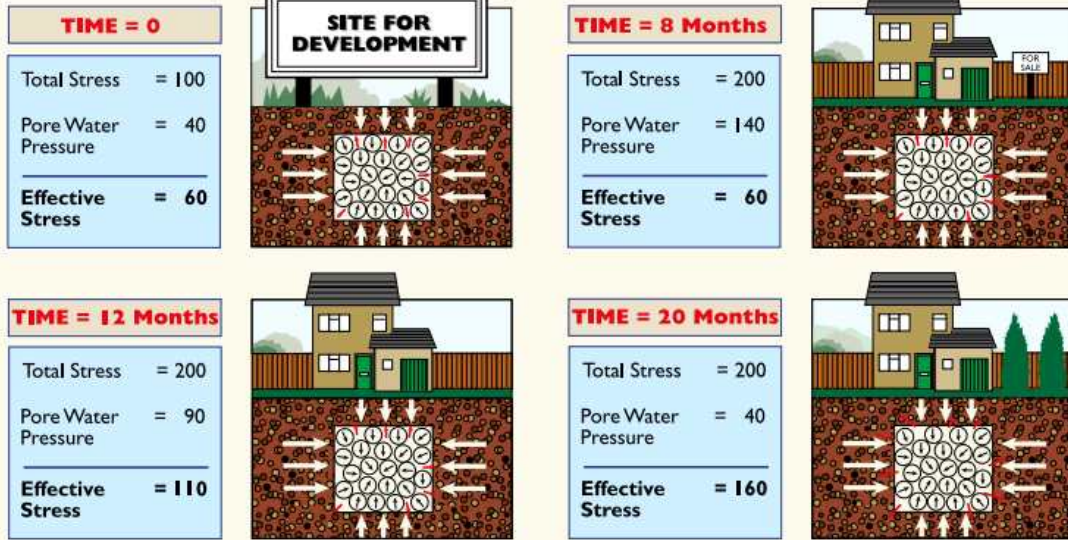 TIME = 0
Total Stress = 100
Pore Water = 40
Pressure
Effective = 60
Stress
SITE FOR
DEVELOPMENT
TIME = 8 Months
Total Stress = 200
Pore Water = 140
Pressure
Effective = 60
Stress
FOR
SALE
TIME = 12 Months
Total Stress = 200
Pore Water = 90
Pressure
Effective = 110
Stress
TIME = 20 Months
Total Stress = 200
Pore Water = 40
Pressure
Effective = 160
Stress